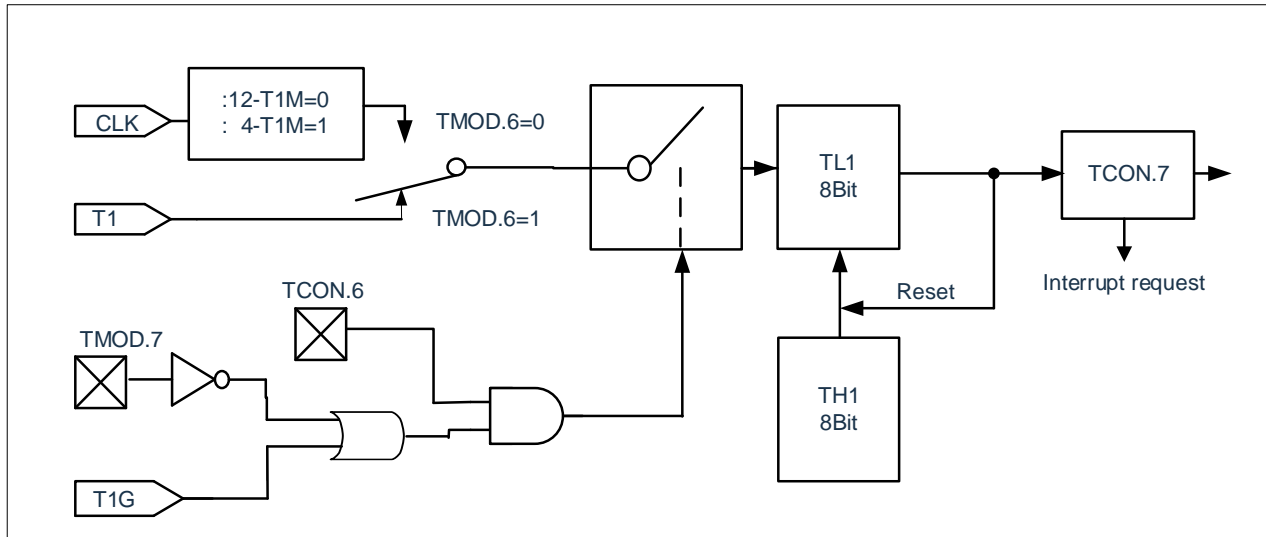 :12-T1M=0
: 4-T1M=1
CLK
TMOD.6=0
T1
TMOD.6=1
TL1
8Bit
TCON.7
Interrupt request
Reset
TCON.6
TMOD.7
TH1
8Bit
T1G